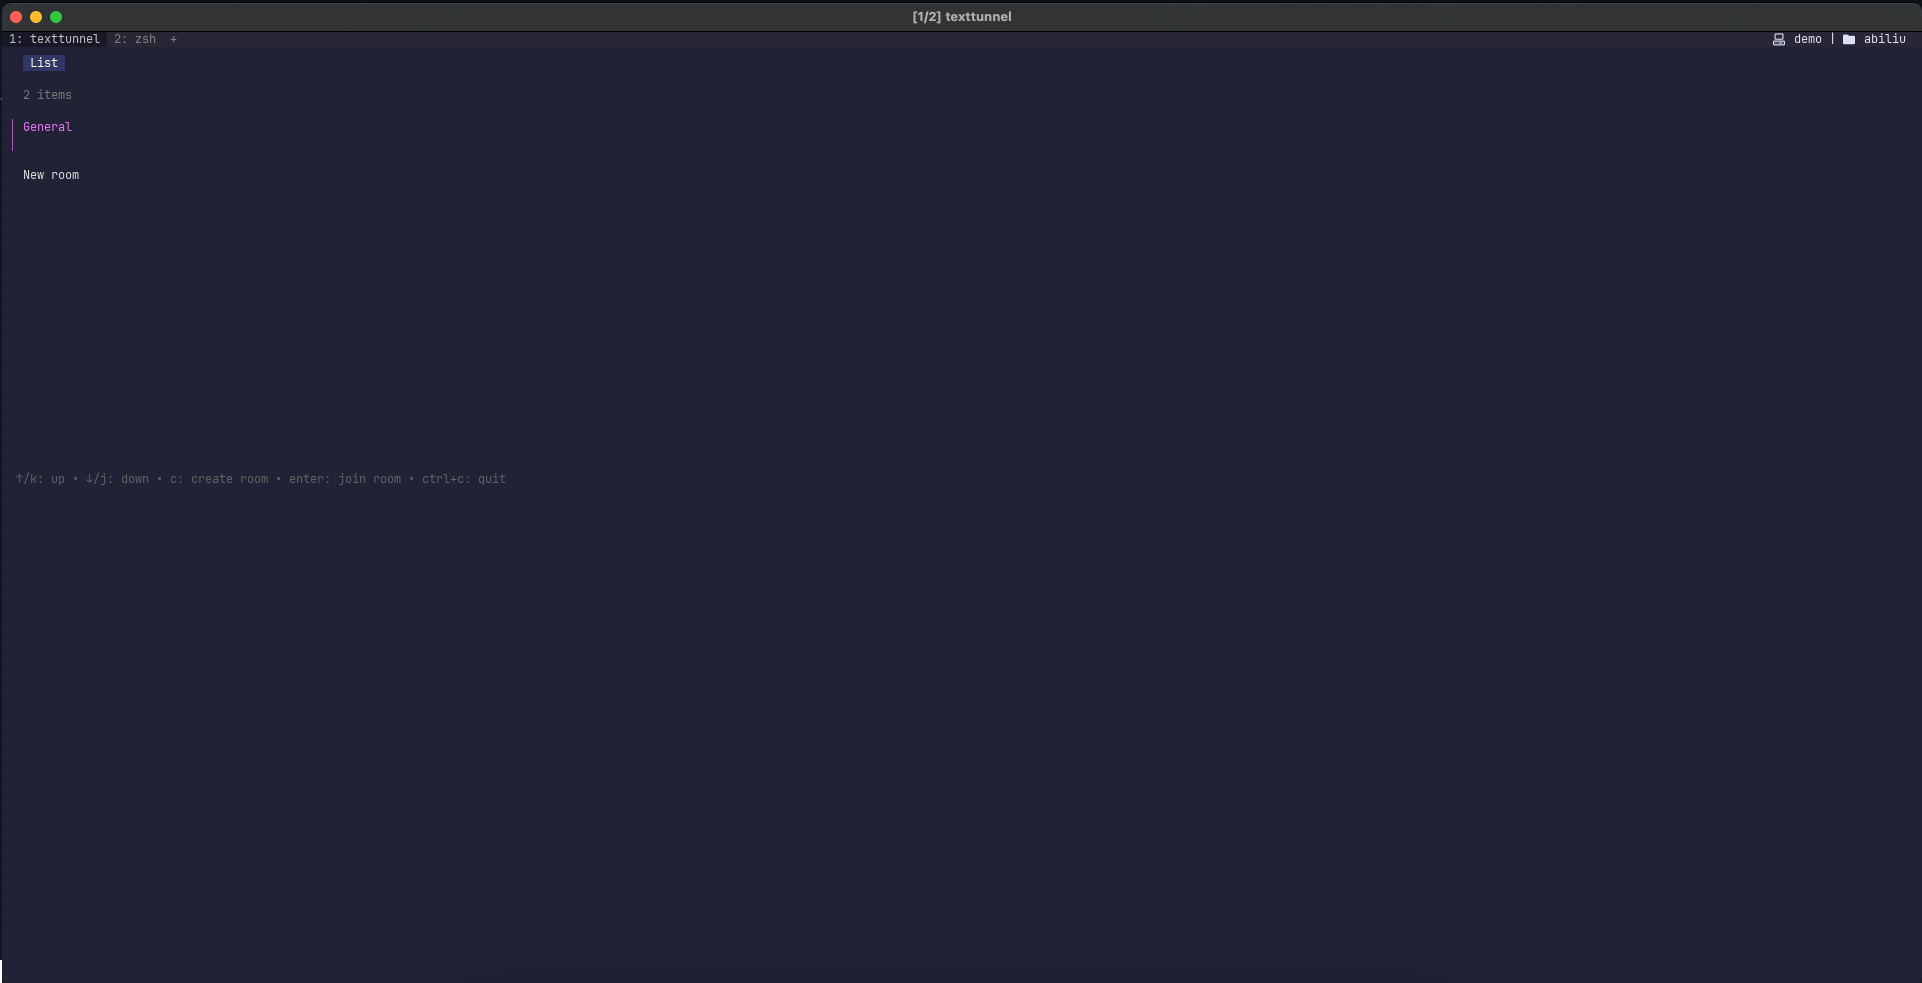 [1/2] texttunnel
1: texttunnel 2: zsh + demo | abiliu
List
2 items
General
New room
↑/k: up • ↓/j: down • c: create room • enter: join room • ctrl+c: quit